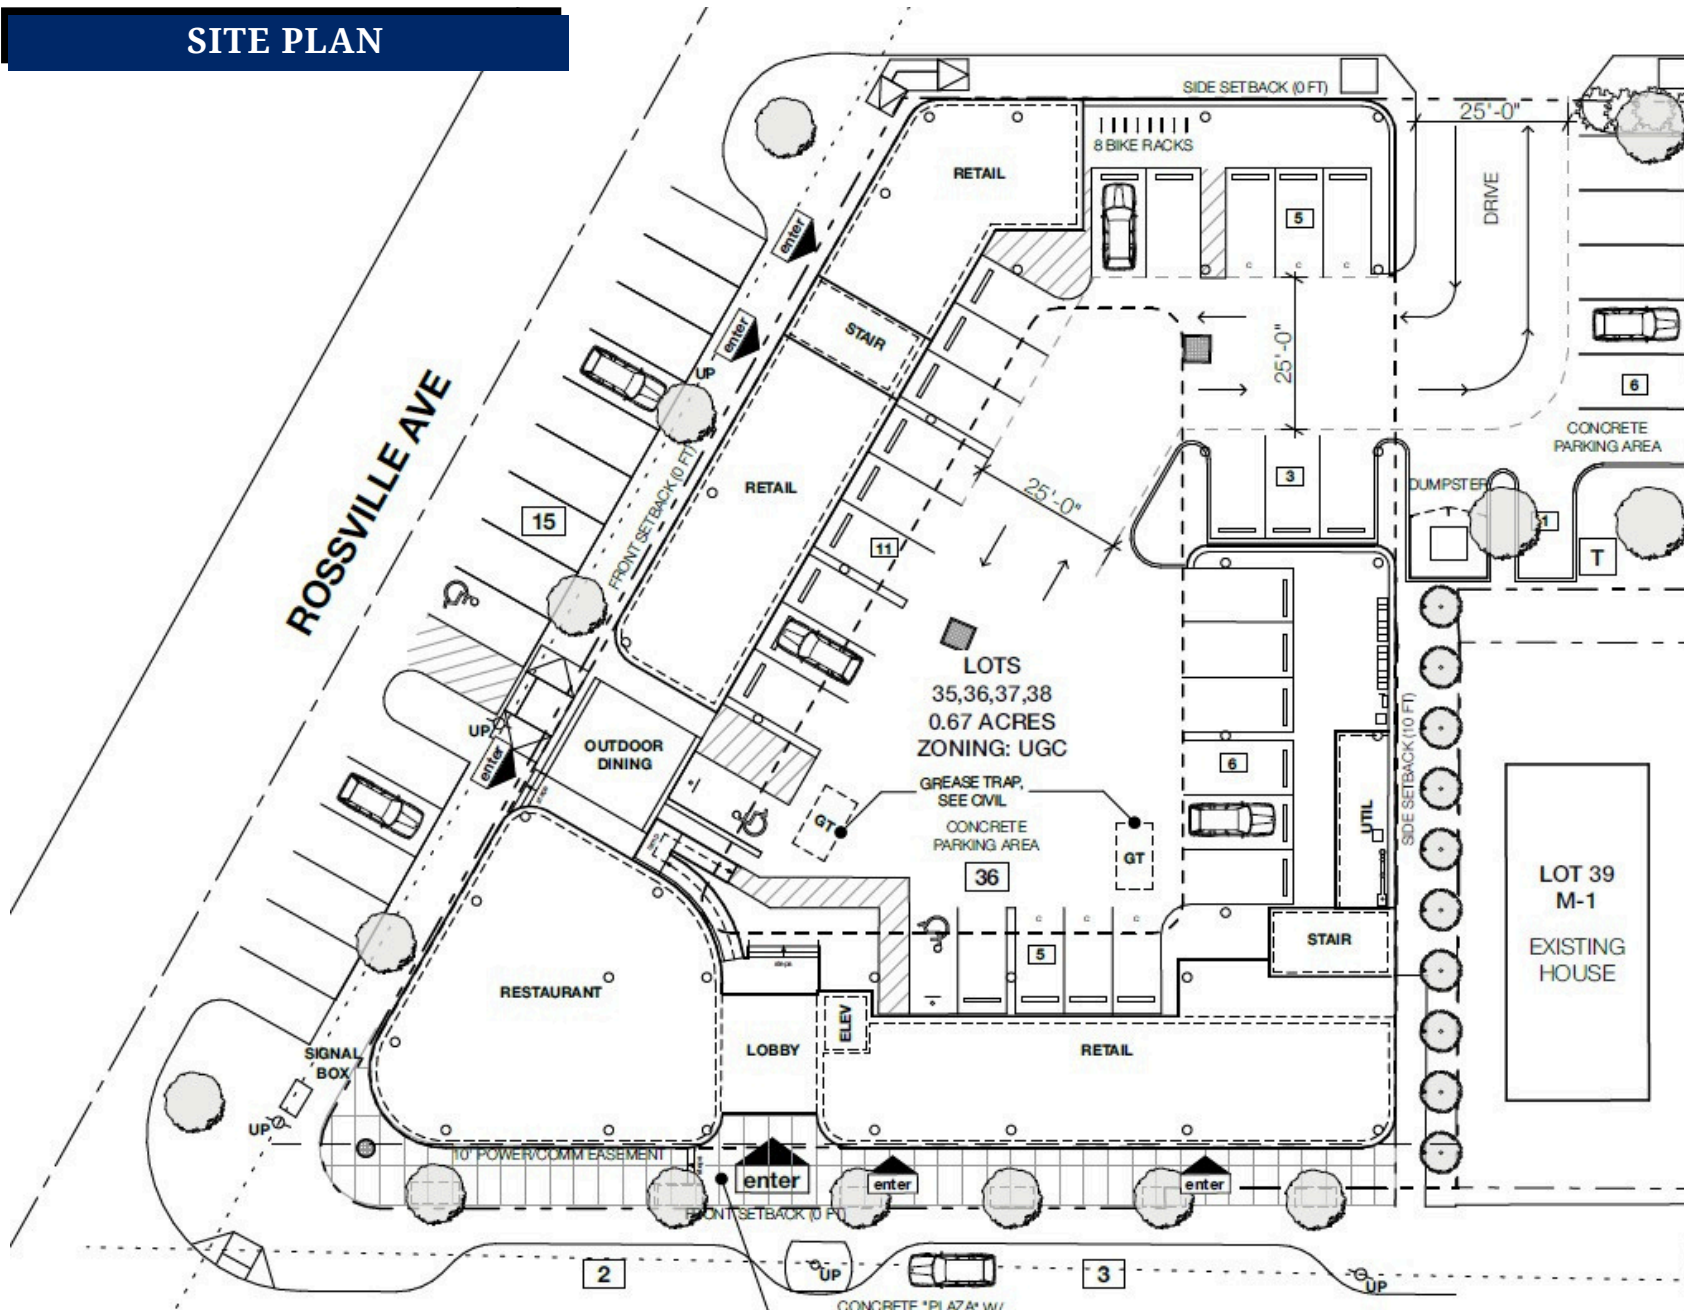 SITE PLAN
SIDE SETBACK (0 FT)
25'-0"
8 BIKE RACKS
RETAIL
DRIVE
5
enter
enter
STAIR
25'-0"
UP
6
CONCRETE
PARKING AREA
ROSSVILLE AVE
FRONT SETBACK (0 FT)
RETAIL
25'-0"
3
DUMPSTER
1
T
15
11
LOTS
35,36,37,38
0.67 ACRES
ZONING: UGC
SIDE SETBACK (10 FT)
UP
enter
OUTDOOR
DINING
GREASE TRAP,
SEE CIVIL
6
UTIL
GT
CONCRETE
PARKING AREA
GT
36
LOT 39
M-1
EXISTING
HOUSE
STAIR
5
RESTAURANT
ELEV
LOBBY
RETAIL
SIGNAL
BOX
UP
10' POWER/COMM EASEMENT
enter
enter
enter
FRONT SETBACK (0 FT)
2
UP
3
UP
CONCRETE "PLAZA" W/